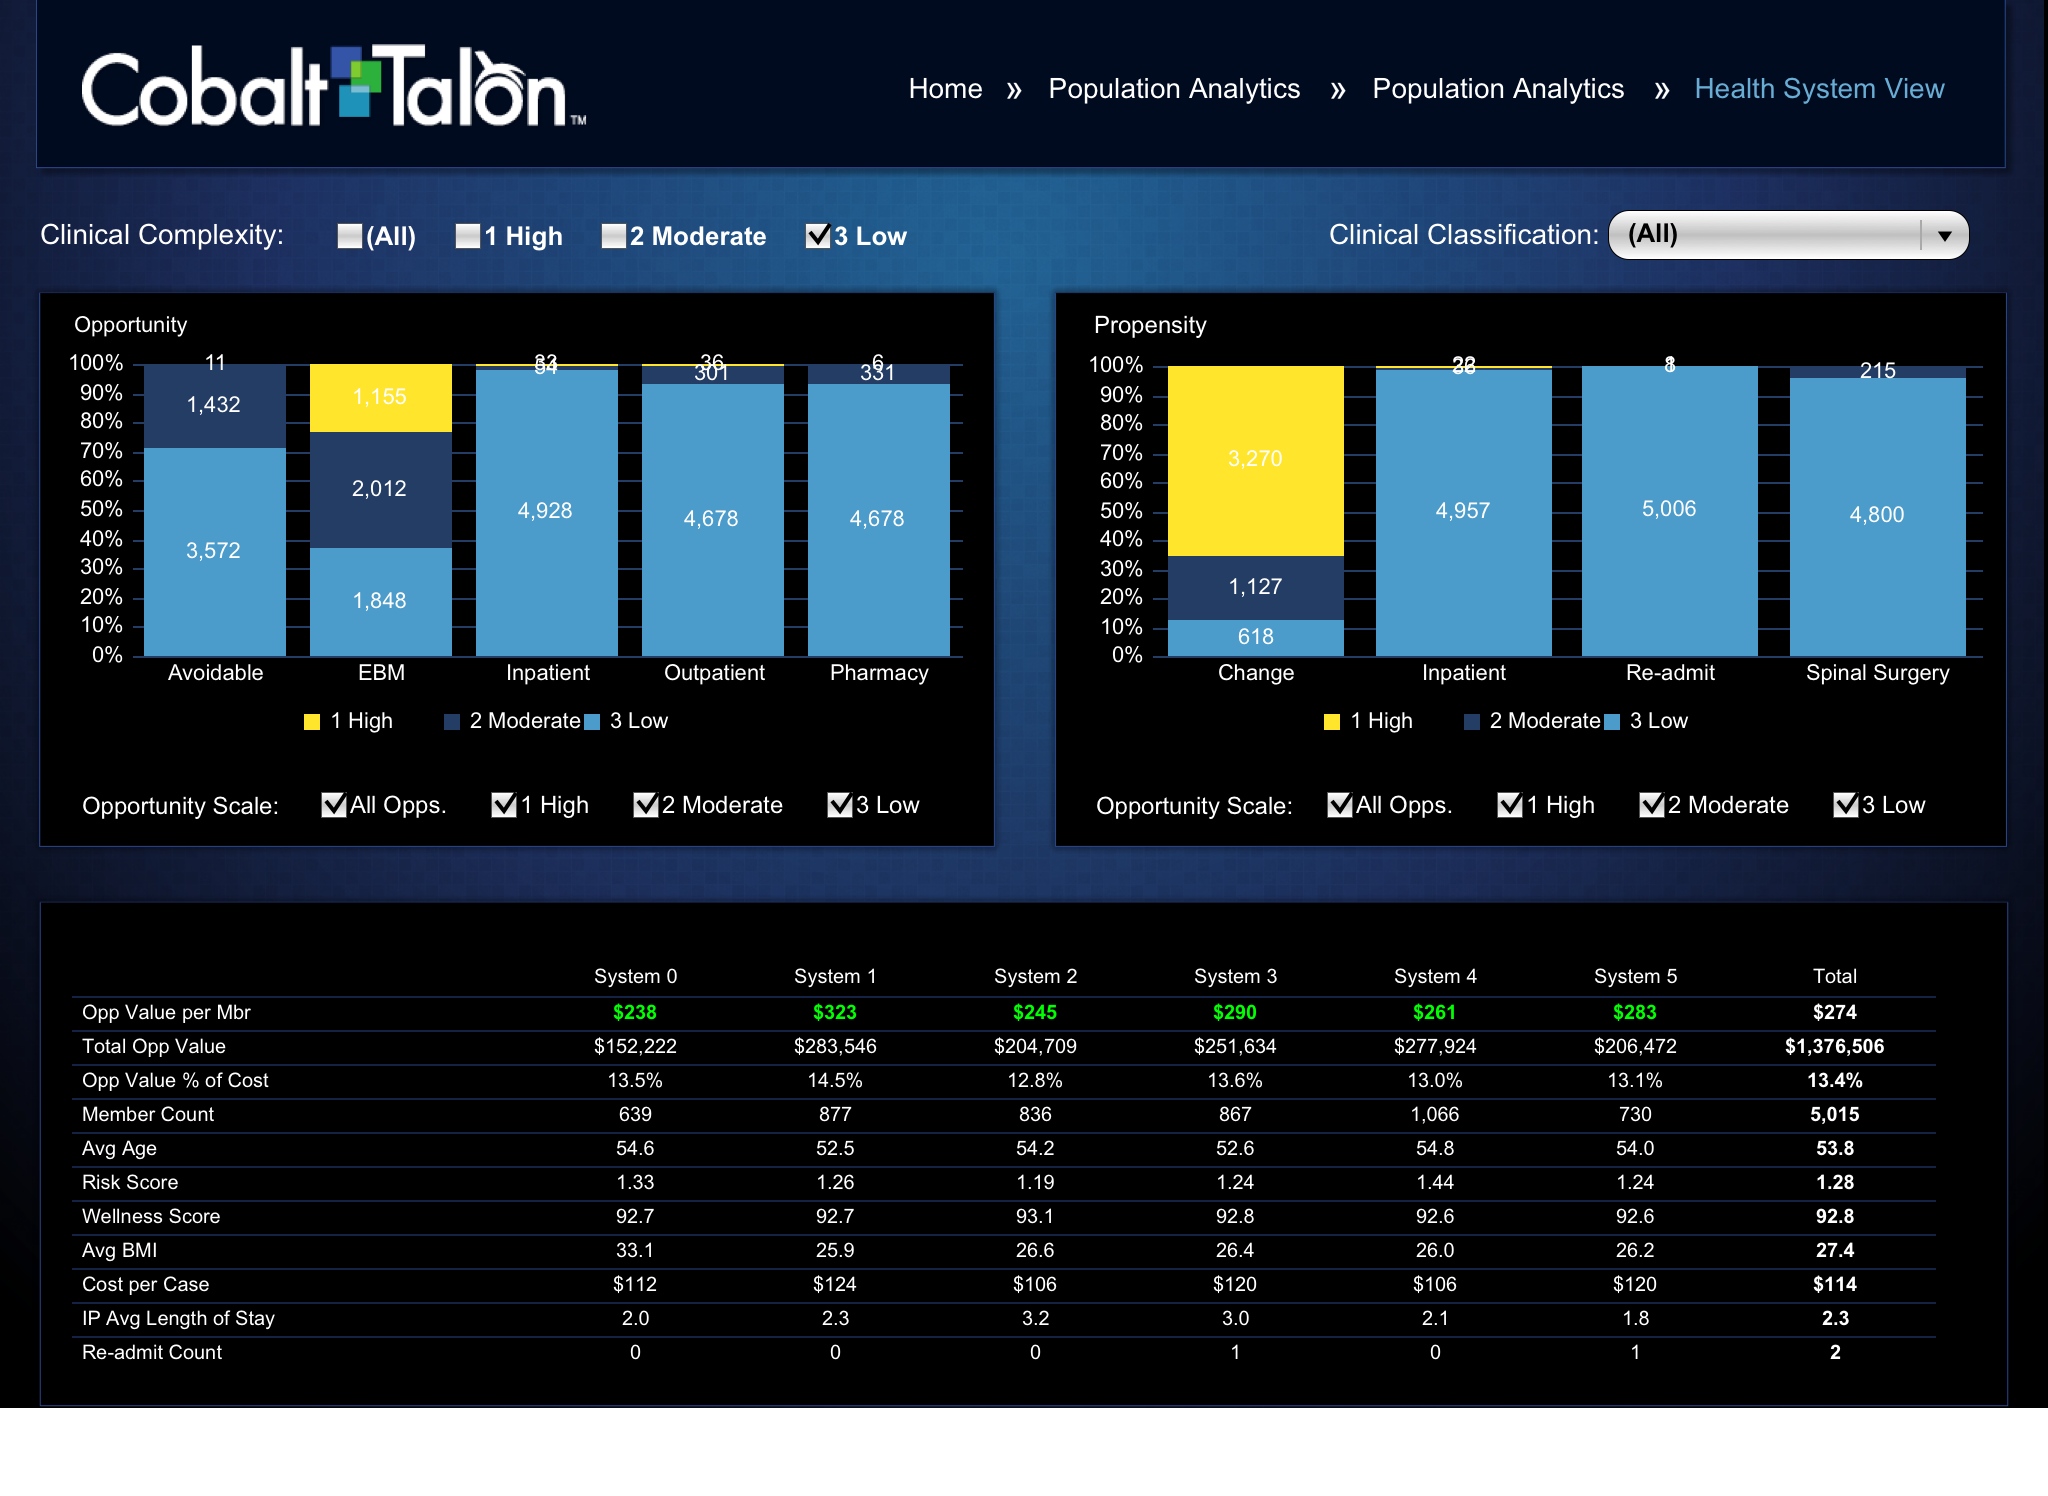 Cobalt Talon™
Home » Population Analytics » Population Analytics » Health System View
Clinical Complexity: (All) 1 High 2 Moderate 3 Low
Clinical Classification: (All)
Opportunity
100%
90%
80%
70%
60%
50%
40%
30%
20%
10%
0%
11
1,432
3,572
1,155
2,012
1,848
4,928
36
301
4,678
6
331
4,678
Avoidable EBM Inpatient Outpatient Pharmacy
1 High 2 Moderate 3 Low
Opportunity Scale: All Opps. 1 High 2 Moderate 3 Low
Propensity
100%
90%
80%
70%
60%
50%
40%
30%
20%
10%
0%
3,270
1,127
618
4,957
5,006
215
4,800
Change Inpatient Re-admit Spinal Surgery
1 High 2 Moderate 3 Low
Opportunity Scale: All Opps. 1 High 2 Moderate 3 Low
System 0 System 1 System 2 System 3 System 4 System 5 Total
Opp Value per Mbr $238 $323 $245 $290 $261 $283 $274
Total Opp Value $152,222 $283,546 $204,709 $251,634 $277,924 $206,472 $1,376,506
Opp Value % of Cost 13.5% 14.5% 12.8% 13.6% 13.0% 13.1% 13.4%
Member Count 639 877 836 867 1,066 730 5,015
Avg Age 54.6 52.5 54.2 52.6 54.8 54.0 53.8
Risk Score 1.33 1.26 1.19 1.24 1.44 1.24 1.28
Wellness Score 92.7 92.7 93.1 92.8 92.6 92.6 92.8
Avg BMI 33.1 25.9 26.6 26.4 26.0 26.2 27.4
Cost per Case $112 $124 $106 $120 $106 $120 $114
IP Avg Length of Stay 2.0 2.3 3.2 3.0 2.1 1.8 2.3
Re-admit Count 0 0 0 1 0 1 2